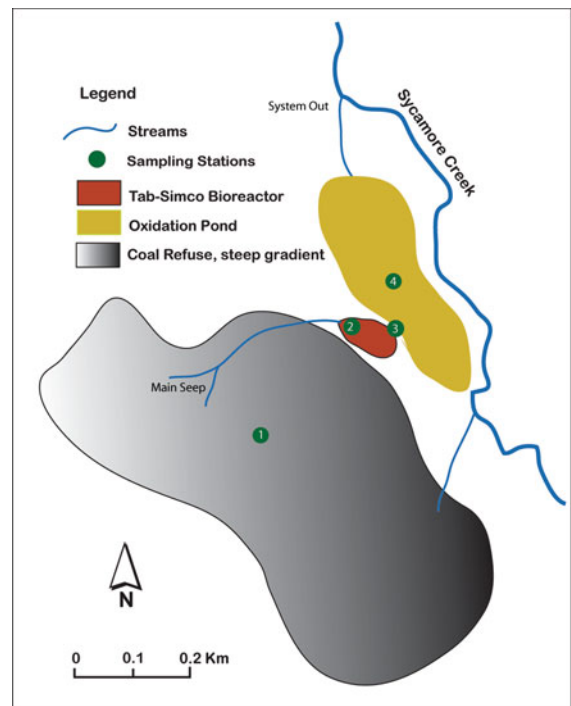 Legend
Streams
Sampling Stations
Tab-Simco Bioreactor
Oxidation Pond
Coal Refuse, steep gradient
System Out
Sycamore Creek
4
2
3
Main Seep
1
N
0 0.1 0.2 Km